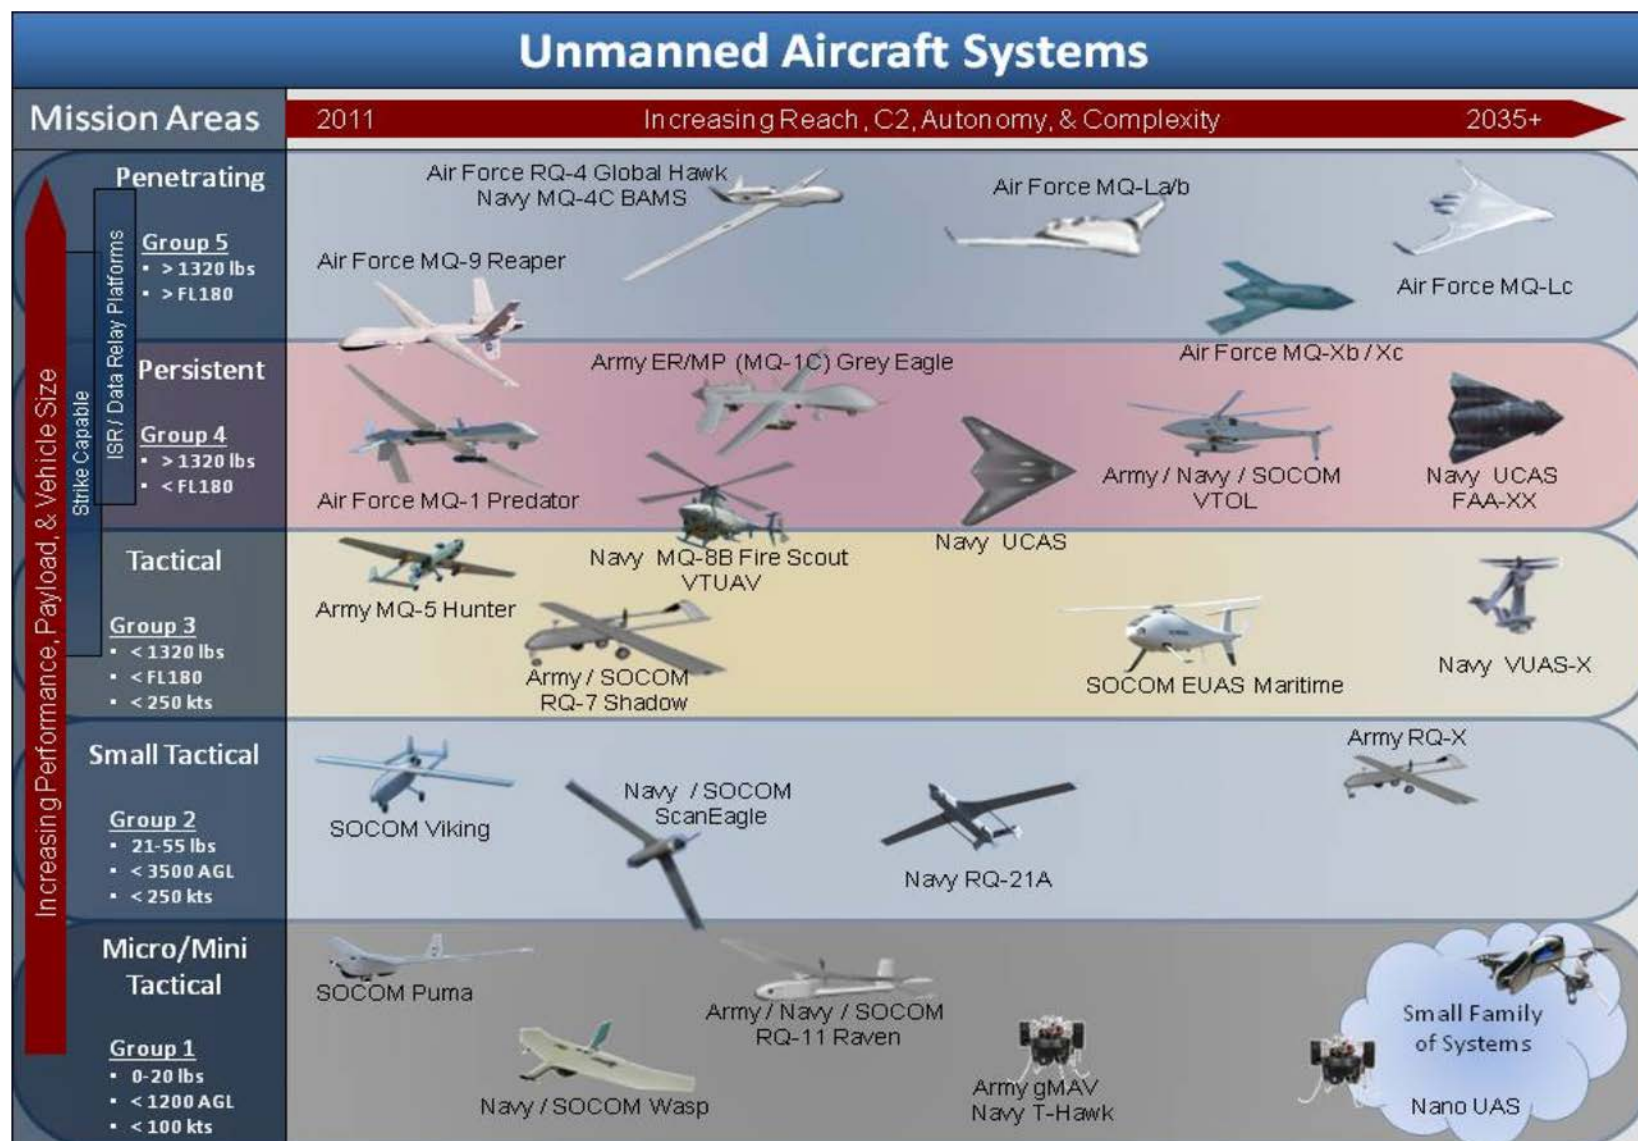 Unmanned Aircraft Systems
Mission Areas
2011
Increasing Reach, C2, Autonomy, & Complexity
2035+
Increasing Performance, Payload, & Vehicle Size
Strike Capable
ISR / Data Relay Platforms
Penetrating
Group 5
▪ > 1320 lbs
▪ > FL180
Air Force RQ-4 Global Hawk
Navy MQ-4C BAMS
Air Force MQ-La/b
Air Force MQ-9 Reaper
Air Force MQ-Lc
Air Force MQ-Xb / Xc
Persistent
Group 4
▪ > 1320 lbs
▪ < FL180
Army ER/MP (MQ-1C) Grey Eagle
Air Force MQ-1 Predator
Army / Navy / SOCOM
VTOL
Navy UCAS
FAA-XX
Navy UCAS
Navy MQ-8B Fire Scout
VTUAV
Tactical
Group 3
▪ < 1320 lbs
▪ < FL180
▪ < 250 kts
Army MQ-5 Hunter
Army / SOCOM
RQ-7 Shadow
SOCOM EUAS Maritime
Navy VUAS-X
Small Tactical
Group 2
▪ 21-55 lbs
▪ < 3500 AGL
▪ < 250 kts
SOCOM Viking
Navy / SOCOM
ScanEagle
Navy RQ-21A
Army RQ-X
Micro/Mini
Tactical
Group 1
▪ 0-20 lbs
▪ < 1200 AGL
▪ < 100 kts
SOCOM Puma
Navy / SOCOM Wasp
Army / Navy / SOCOM
RQ-11 Raven
Army gMAV
Navy T-Hawk
Small Family
of Systems
Nano UAS